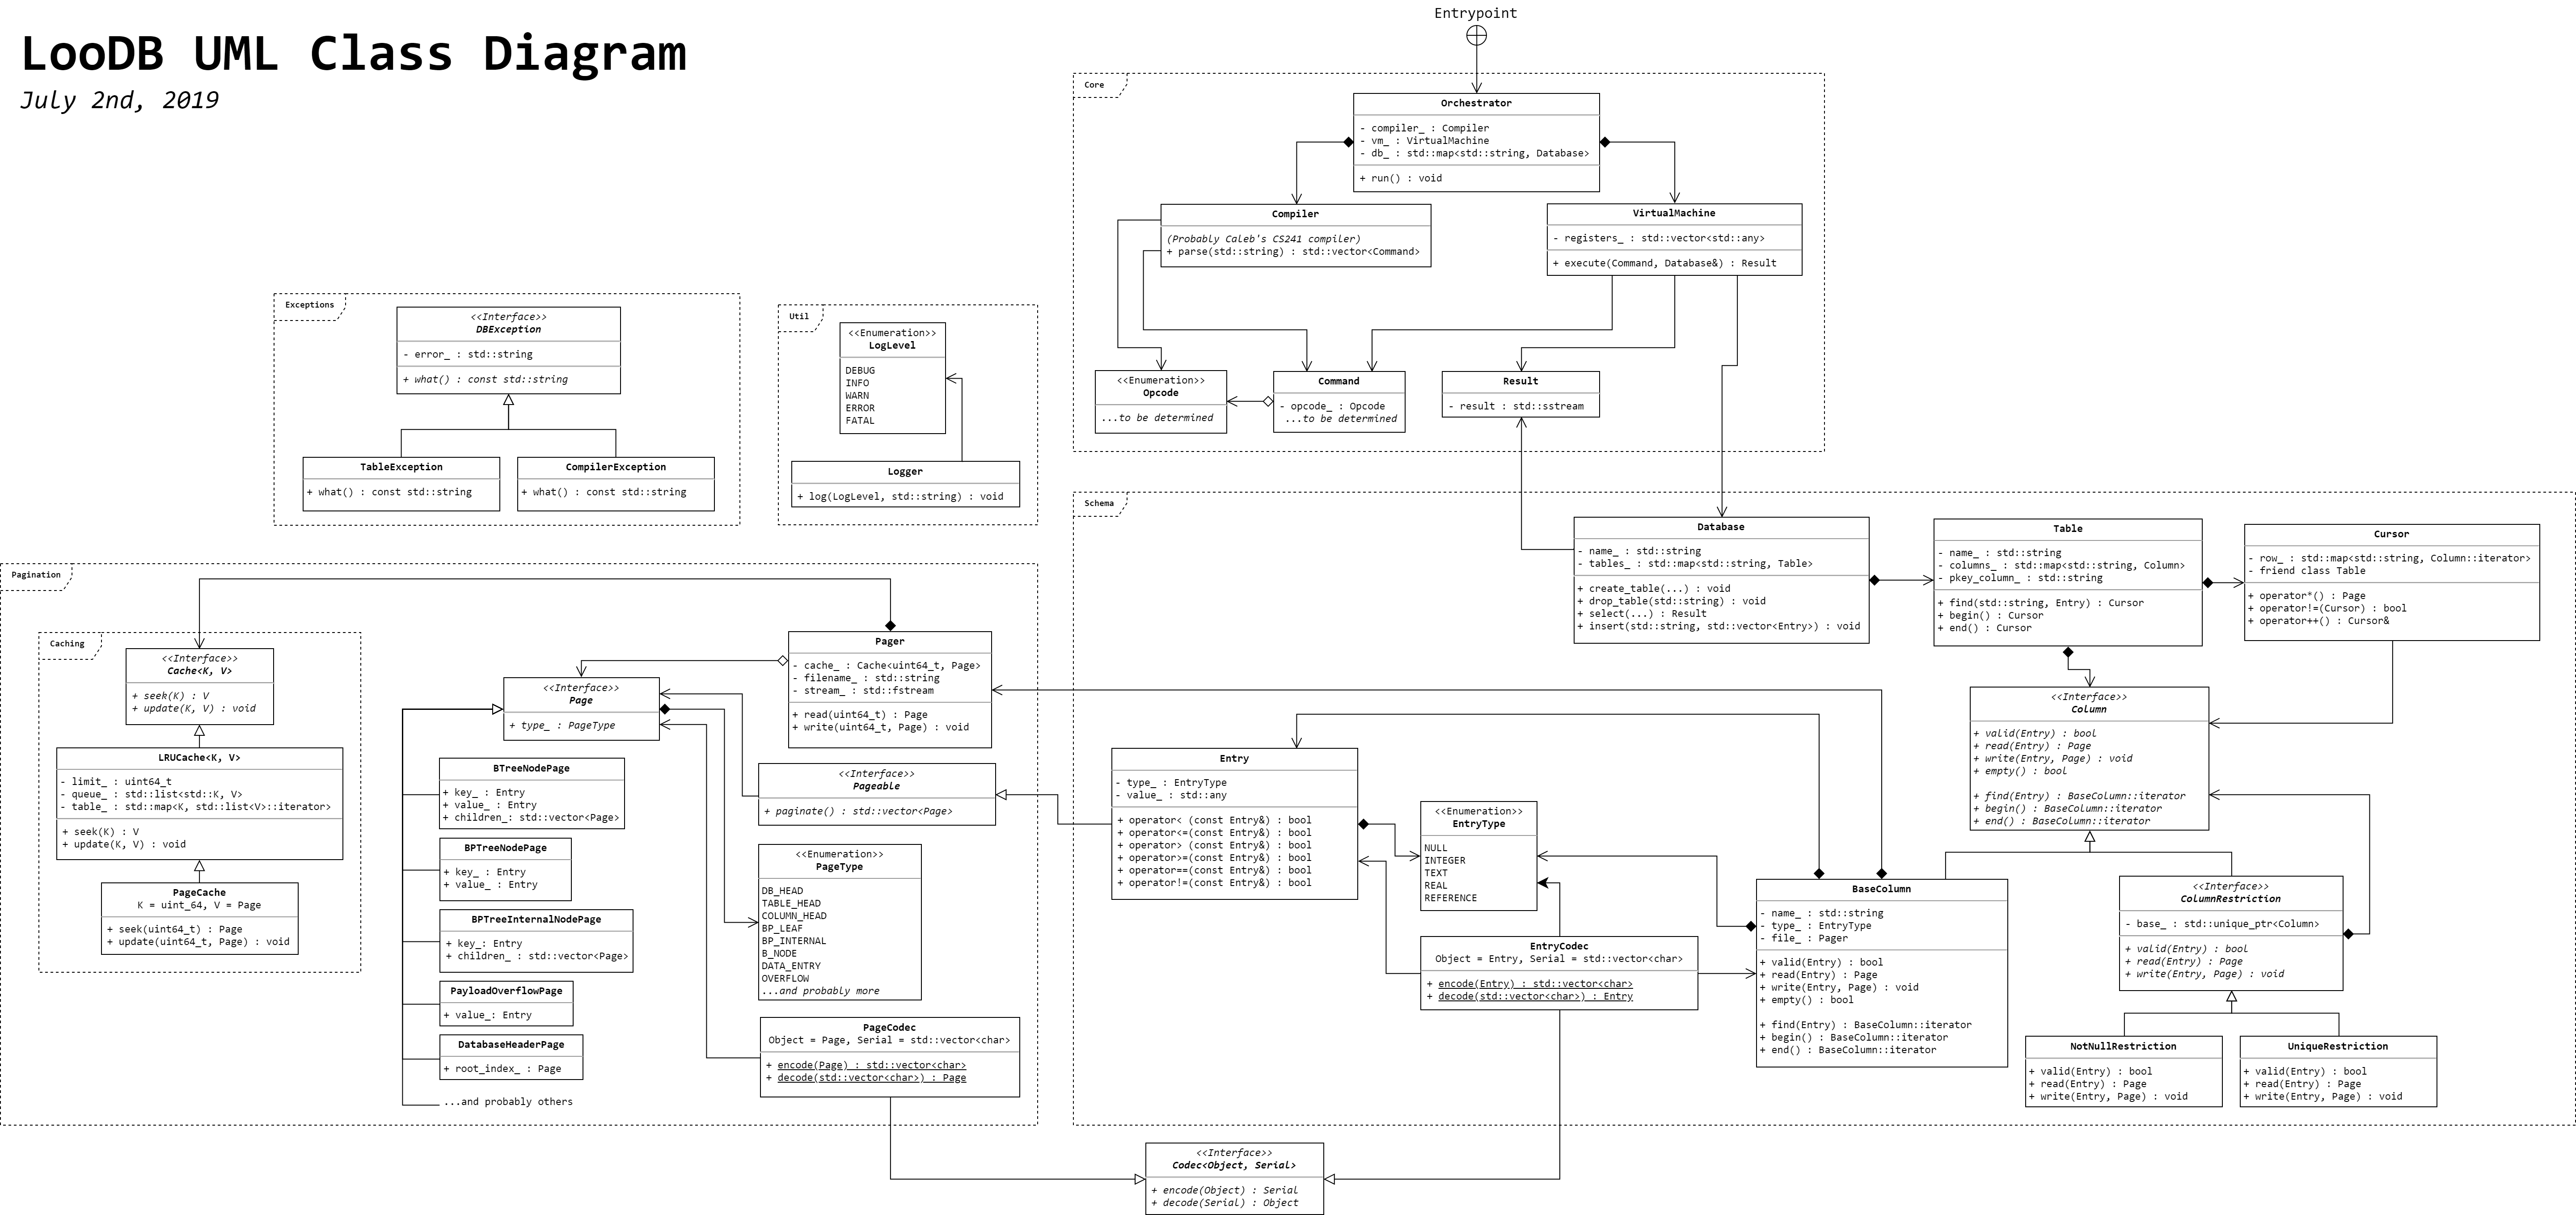 LooDB UML Class Diagram
July 2nd, 2019
Entrypoint
Core
Orchestrator
- compiler_ : Compiler
- vm_ : VirtualMachine
- db_ : std::map<std::string, Database>
+ run() : void
Compiler
(Probably Caleb's CS241 compiler)
+ parse(std::string) : std::vector<Command>
VirtualMachine
- registers_ : std::vector<std::any>
+ execute(Command, Database&) : Result
<<Enumeration>>
Opcode
...to be determined
Command
- opcode_ : Opcode
...to be determined
Result
- result : std::sstream
Exceptions
<<Interface>>
DBException
- error_ : std::string
+ what() : const std::string
TableException
+ what() : const std::string
CompilerException
+ what() : const std::string
Util
<<Enumeration>>
LogLevel
DEBUG
INFO
WARN
ERROR
FATAL
Logger
+ log(LogLevel, std::string) : void
Pagination
Caching
<<Interface>>
Cache<K, V>
+ seek(K) : V
+ update(K, V) : void
LRUCache<K, V>
- limit_ : uint64_t
- queue_ : std::list<std::K, V>
- table_ : std::map<K, std::list<V>::iterator>
+ seek(K) : V
+ update(K, V) : void
PageCache
K = uint_64, V = Page
+ seek(uint64_t) : Page
+ update(uint64_t, Page) : void
<<Interface>>
Page
+ type_ : PageType
BTreeNodePage
+ key_ : Entry
+ value_ : Entry
+ children_: std::vector<Page>
BPTreeNodePage
+ key_ : Entry
+ value_ : Entry
BPTreeInternalNodePage
+ key_: Entry
+ children_ : std::vector<Page>
PayloadOverflowPage
+ value_: Entry
DatabaseHeaderPage
+ root_index_ : Page
...and probably others
Pager
- cache_ : Cache<uint64_t, Page>
- filename_ : std::string
- stream_ : std::fstream
+ read(uint64_t) : Page
+ write(uint64_t, Page) : void
<<Interface>>
Pageable
+ paginate() : std::vector<Page>
<<Enumeration>>
PageType
DB_HEAD
TABLE_HEAD
COLUMN_HEAD
BP_LEAF
BP_INTERNAL
B_NODE
DATA_ENTRY
OVERFLOW
...and probably more
PageCodec
Object = Page, Serial = std::vector<char>
+ encode(Page) : std::vector<char>
+ decode(std::vector<char>) : Page
Schema
Database
- name_ : std::string
- tables_ : std::map<std::string, Table>
+ create_table(...) : void
+ drop_table(std::string) : void
+ select(...) : Result
+ insert(std::string, std::vector<Entry>) : void
Table
- name_ : std::string
- columns_ : std::map<std::string, Column>
- pkey_column_ : std::string
+ find(std::string, Entry) : Cursor
+ begin() : Cursor
+ end() : Cursor
Cursor
- row_ : std::map<std::string, Column::iterator>
- friend class Table
+ operator*() : Page
+ operator!=(Cursor) : bool
+ operator++() : Cursor&
<<Interface>>
Column
+ valid(Entry) : bool
+ read(Entry) : Page
+ write(Entry, Page) : void
+ empty() : bool
+ find(Entry) : BaseColumn::iterator
+ begin() : BaseColumn::iterator
+ end() : BaseColumn::iterator
Entry
- type_ : EntryType
- value_ : std::any
+ operator< (const Entry&) : bool
+ operator<=(const Entry&) : bool
+ operator> (const Entry&) : bool
+ operator>=(const Entry&) : bool
+ operator==(const Entry&) : bool
+ operator!=(const Entry&) : bool
<<Enumeration>>
EntryType
NULL
INTEGER
TEXT
REAL
REFERENCE
EntryCodec
Object = Entry, Serial = std::vector<char>
+ encode(Entry) : std::vector<char>
+ decode(std::vector<char>) : Entry
BaseColumn
- name_ : std::string
- type_ : EntryType
- file_ : Pager
+ valid(Entry) : bool
+ read(Entry) : Page
+ write(Entry, Page) : void
+ empty() : bool
+ find(Entry) : BaseColumn::iterator
+ begin() : BaseColumn::iterator
+ end() : BaseColumn::iterator
<<Interface>>
ColumnRestriction
- base_ : std::unique_ptr<Column>
+ valid(Entry) : bool
+ read(Entry) : Page
+ write(Entry, Page) : void
NotNullRestriction
+ valid(Entry) : bool
+ read(Entry) : Page
+ write(Entry, Page) : void
UniqueRestriction
+ valid(Entry) : bool
+ read(Entry) : Page
+ write(Entry, Page) : void
<<Interface>>
Codec<Object, Serial>
+ encode(Object) : Serial
+ decode(Serial) : Object